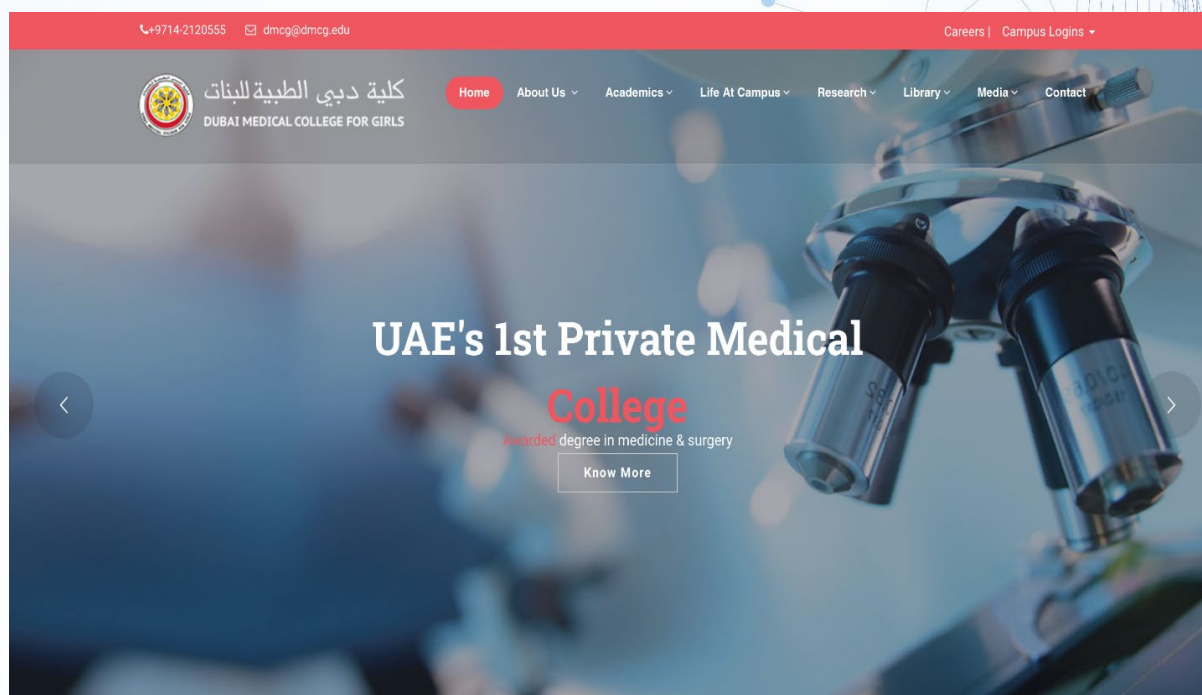 +9714-2120555 dmcg@dmcg.edu Careers | Campus Logins
كلية دبي الطبية للبنات
DUBAI MEDICAL COLLEGE FOR GIRLS
Home About Us Academics Life At Campus Research Library Media Contact
UAE's 1st Private Medical
College
Awarded degree in medicine & surgery
Know More